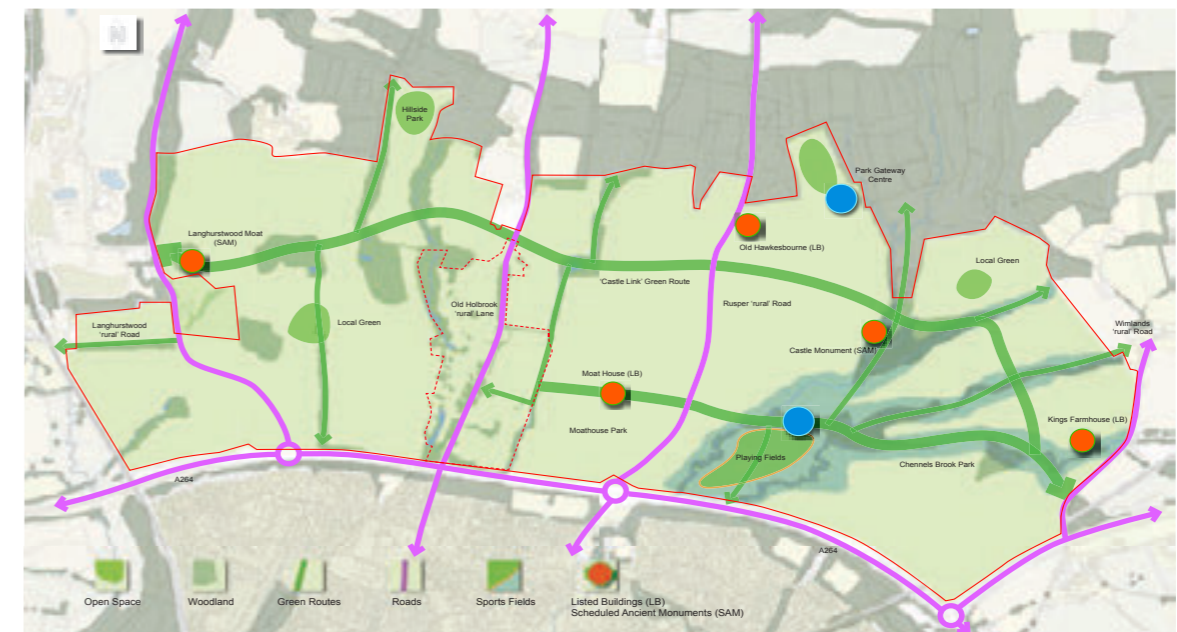 N
Hillside
Park
Park Gateway
Centre
Langhurstwood Moat
(SAM)
Old Hawkesbourne (LB)
Local Green
'Castle Link' Green Route
Old Holbrook
'rural' Lane
Rusper 'rural' Road
Langhurstwood
'rural' Road
Local Green
Wimlands
'rural' Road
Castle Monument (SAM)
Moat House (LB)
Kings Farmhouse (LB)
Moathouse Park
Playing Fields
Chennels Brook Park
A264
A264
Open Space
Woodland
Green Routes
Roads
Sports Fields
Listed Buildings (LB)
Scheduled Ancient Monuments (SAM)